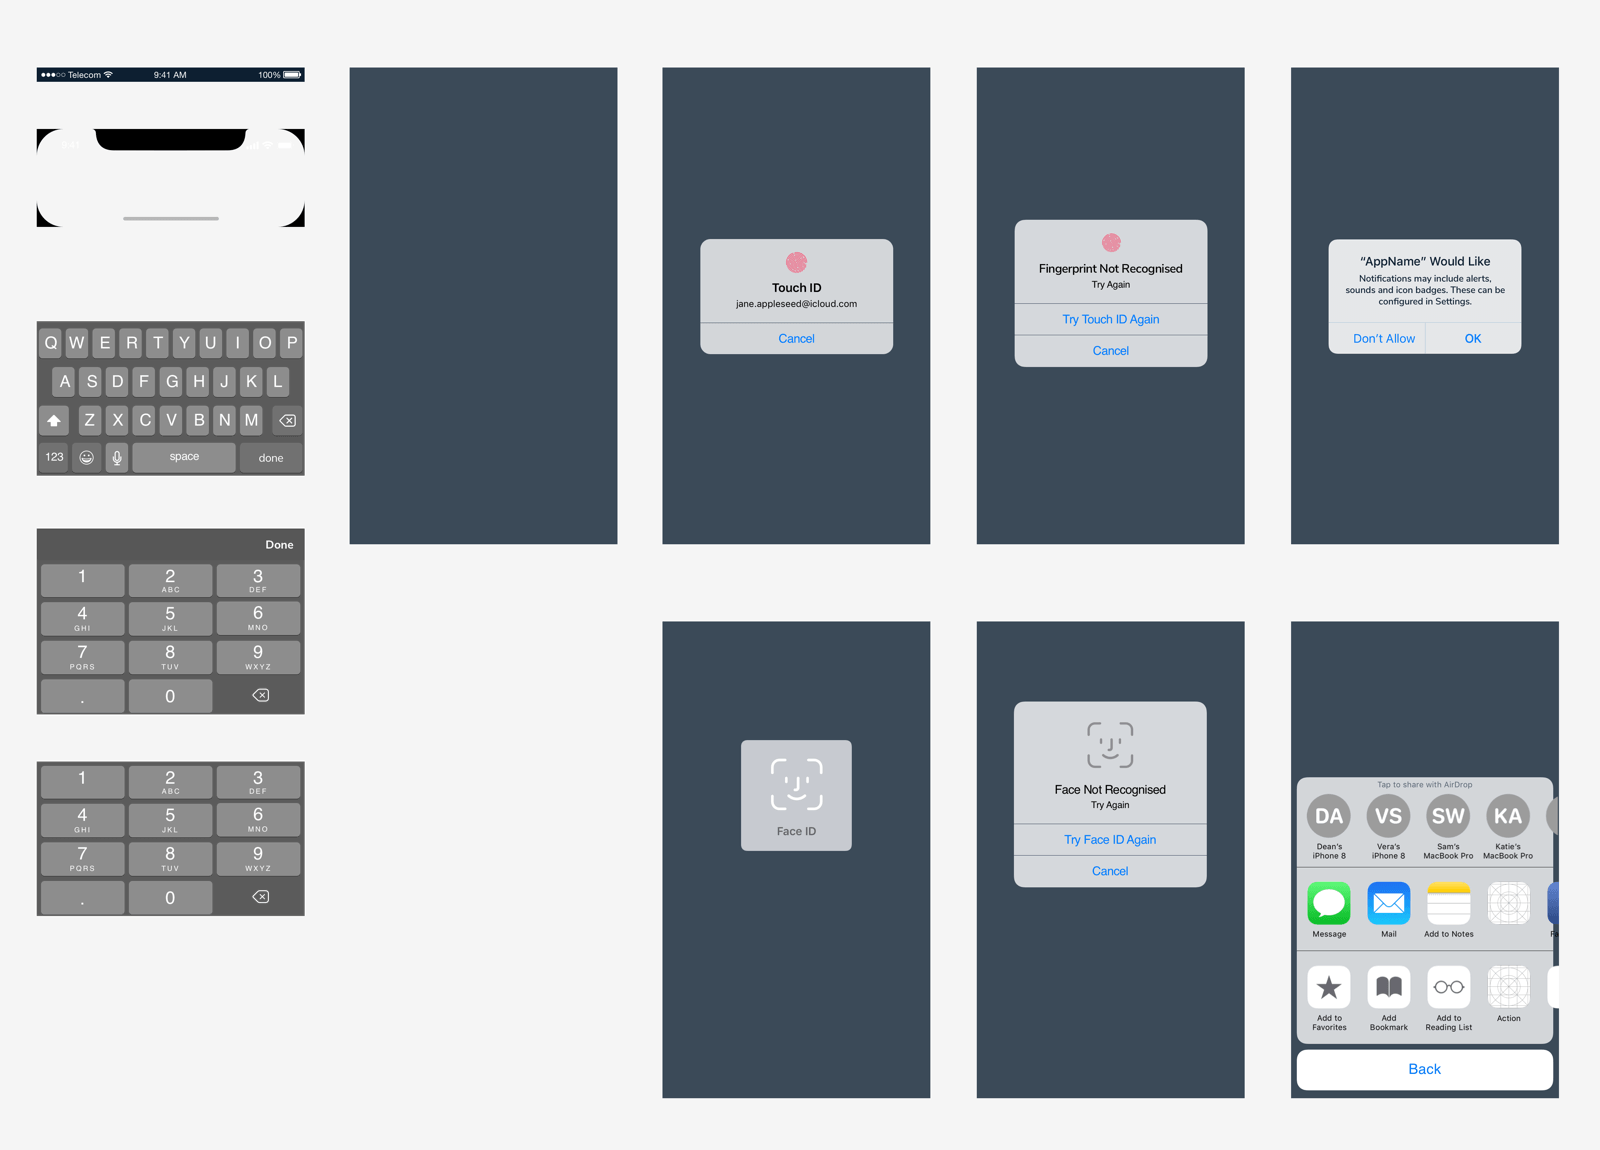 Telecom 9:41 AM 100%
9:41
Q W E R T Y U I O P
A S D F G H J K L
Z X C V B N M
123 space done
Done
1 2 3
ABC DEF
4 5 6
GHI JKL MNO
7 8 9
PQRS TUV WXYZ
. 0
1 2 3
ABC DEF
4 5 6
GHI JKL MNO
7 8 9
PQRS TUV WXYZ
. 0
Touch ID
jane.appleseed@icloud.com
Cancel
Fingerprint Not Recognised
Try Again
Try Touch ID Again
Cancel
“AppName” Would Like
Notifications may include alerts,
sounds and icon badges. These can be
configured in Settings.
Don’t Allow OK
Face ID
Face Not Recognised
Try Again
Try Face ID Again
Cancel
Tap to share with AirDrop
DA VS SW KA
Dean’s Vera’s Sam’s Katie’s
iPhone 8 iPhone 8 MacBook Pro MacBook Pro
Message Mail Add to Notes
Add to Add Add to Action
Favorites Bookmark Reading List
Back